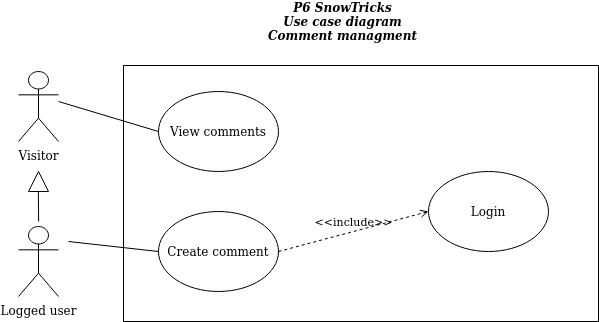 P6 SnowTricks
Use case diagram
Comment managment
View comments
Visitor
<<include>>
Login
Create comment
Logged user